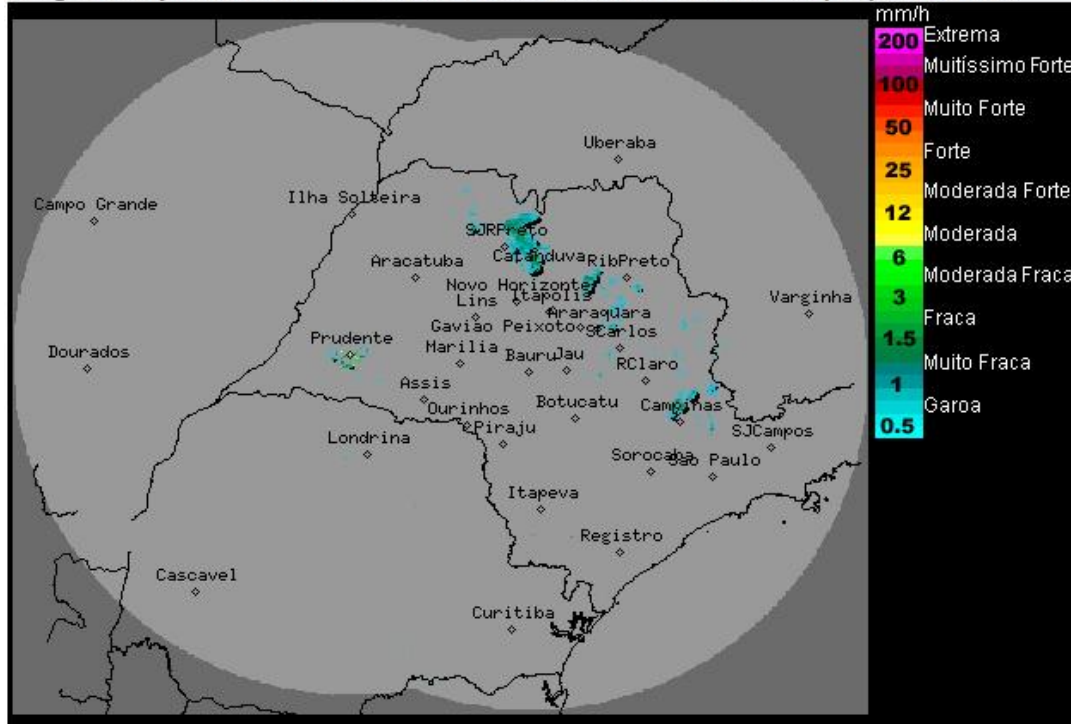 mm/h
200 Extrema
Muitíssimo Forte
100
Muito Forte
50
Forte
25
Moderada Forte
12
Moderada
6
Moderada Fraca
3
Fraca
1.5
Muito Fraca
1
Garoa
0.5
Uberaba
Campo Grande
Ilha Solteira
SJRPreto
Catanduva
RibPreto
Aracatuba
Novo Horizonte
Itapolis
Lins
Varginha
Araraquara
Gavião Peixoto
SCarlos
Prudente
Dourados
Marilia
Bauru
Jau
RClaro
Assis
Ourinhos
Botucatu
Campinas
Piraju
Londrina
SJCampos
Sorocaba
Sao Paulo
Itapeva
Registro
Cascavel
Curitiba